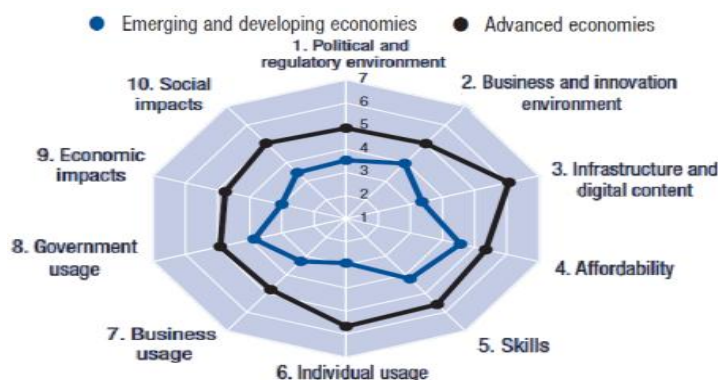 Emerging and developing economies
Advanced economies
1. Political and
regulatory environment
2. Business and innovation
environment
3. Infrastructure and
digital content
4. Affordability
5. Skills
6. Individual usage
7. Business
usage
8. Government
usage
9. Economic
impacts
10. Social
impacts
7
6
5
4
3
2
1